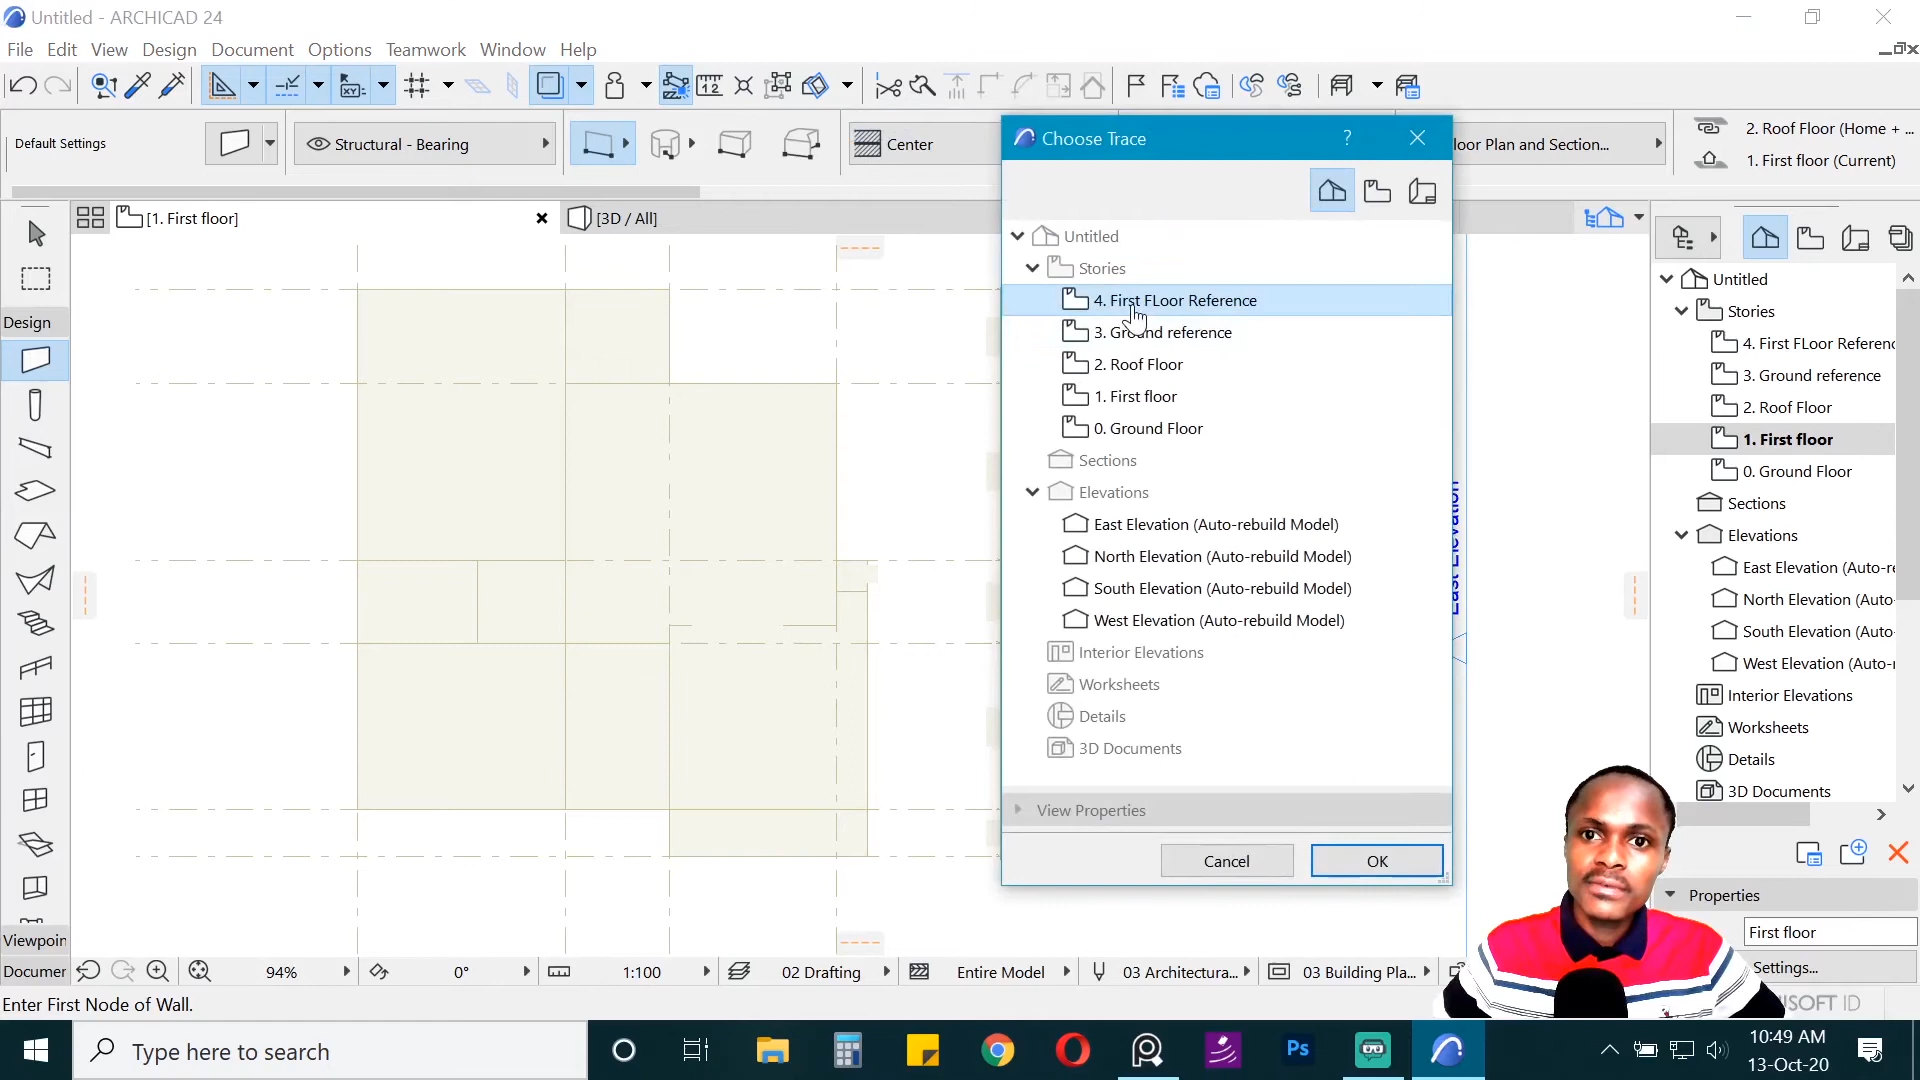 Untitled - ARCHICAD 24
File Edit View Design Document Options Teamwork Window Help
Default Settings
Structural - Bearing
Center
Choose Trace
?
loor Plan and Section...
2. Roof Floor (Home + ...
1. First floor (Current)
[1. First floor]
[3D / All]
Untitled
Stories
4. First FLoor Reference
3. Ground reference
2. Roof Floor
1. First floor
0. Ground Floor
Sections
Elevations
East Elevation (Auto-rebuild Model)
North Elevation (Auto-rebuild Model)
South Elevation (Auto-rebuild Model)
West Elevation (Auto-rebuild Model)
Interior Elevations
Worksheets
Details
3D Documents
View Properties
Cancel
OK
East Elevation
Untitled
Stories
4. First FLoor Referenc
3. Ground reference
2. Roof Floor
1. First floor
0. Ground Floor
Sections
Elevations
East Elevation (Auto-re
North Elevation (Auto
South Elevation (Auto-
West Elevation (Auto-r
Interior Elevations
Worksheets
Details
3D Documents
Properties
First floor
Settings...
Design
Viewpoin
Documer
94%
0°
1:100
02 Drafting
Entire Model
03 Architectura...
03 Building Pla...
Enter First Node of Wall.
HISOFT ID
Type here to search
Ps
10:49 AM
13-Oct-20